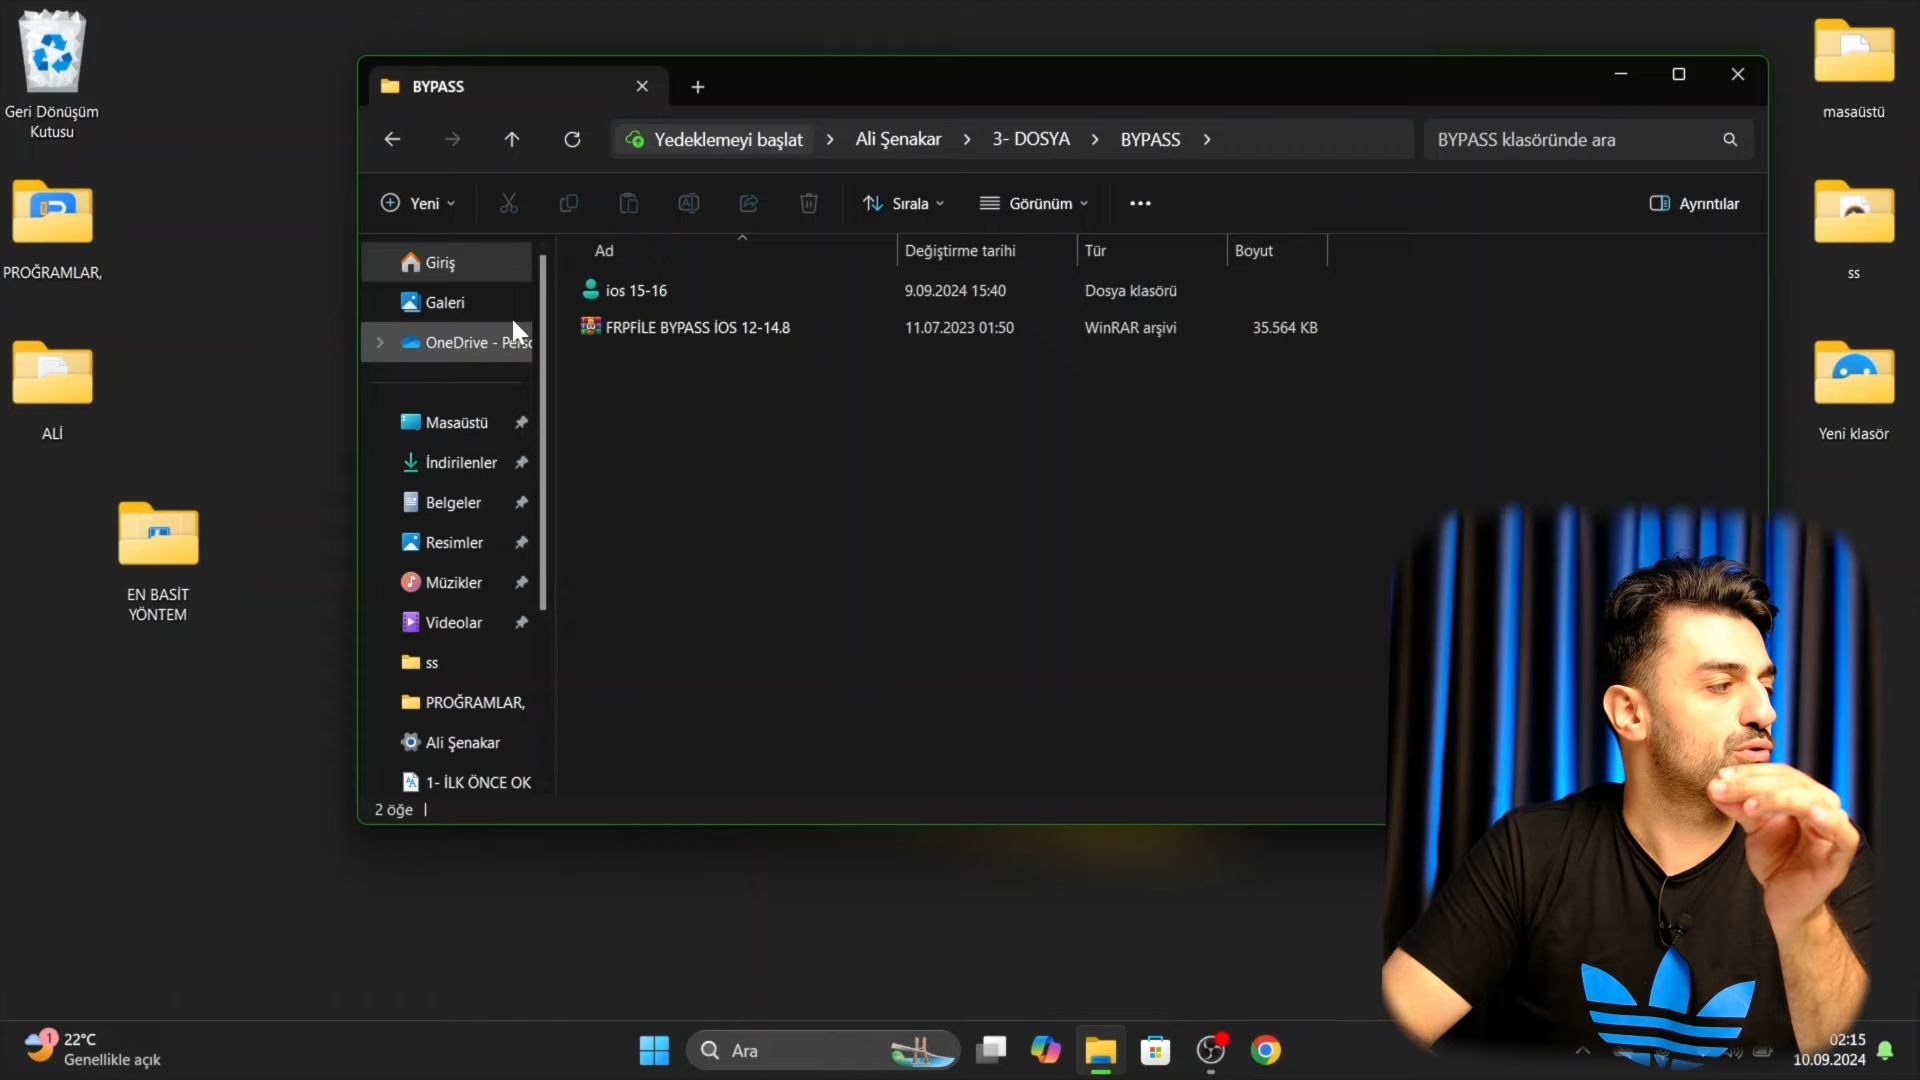 Geri Dönüşüm
Kutusu
PROĞRAMLAR,
ALİ
EN BASİT
YÖNTEM
BYPASS
Yedeklemeyi başlat
Ali Şenakar
3- DOSYA
BYPASS
BYPASS klasöründe ara
Yeni
Sırala
Görünüm
Ayrıntılar
Giriş
Galeri
OneDrive - Perso
Masaüstü
İndirilenler
Belgeler
Resimler
Müzikler
Videolar
ss
PROĞRAMLAR,
Ali Şenakar
1- İLK ÖNCE OK
2 öğe
Ad
Değiştirme tarihi
Tür
Boyut
ios 15-16
9.09.2024 15:40
Dosya klasörü
FRPFİLE BYPASS İOS 12-14.8
11.07.2023 01:50
WinRAR arşivi
35.564 KB
masaüstü
ss
Yeni klasör
1
22°C
Genellikle açık
Ara
02:15
10.09.2024